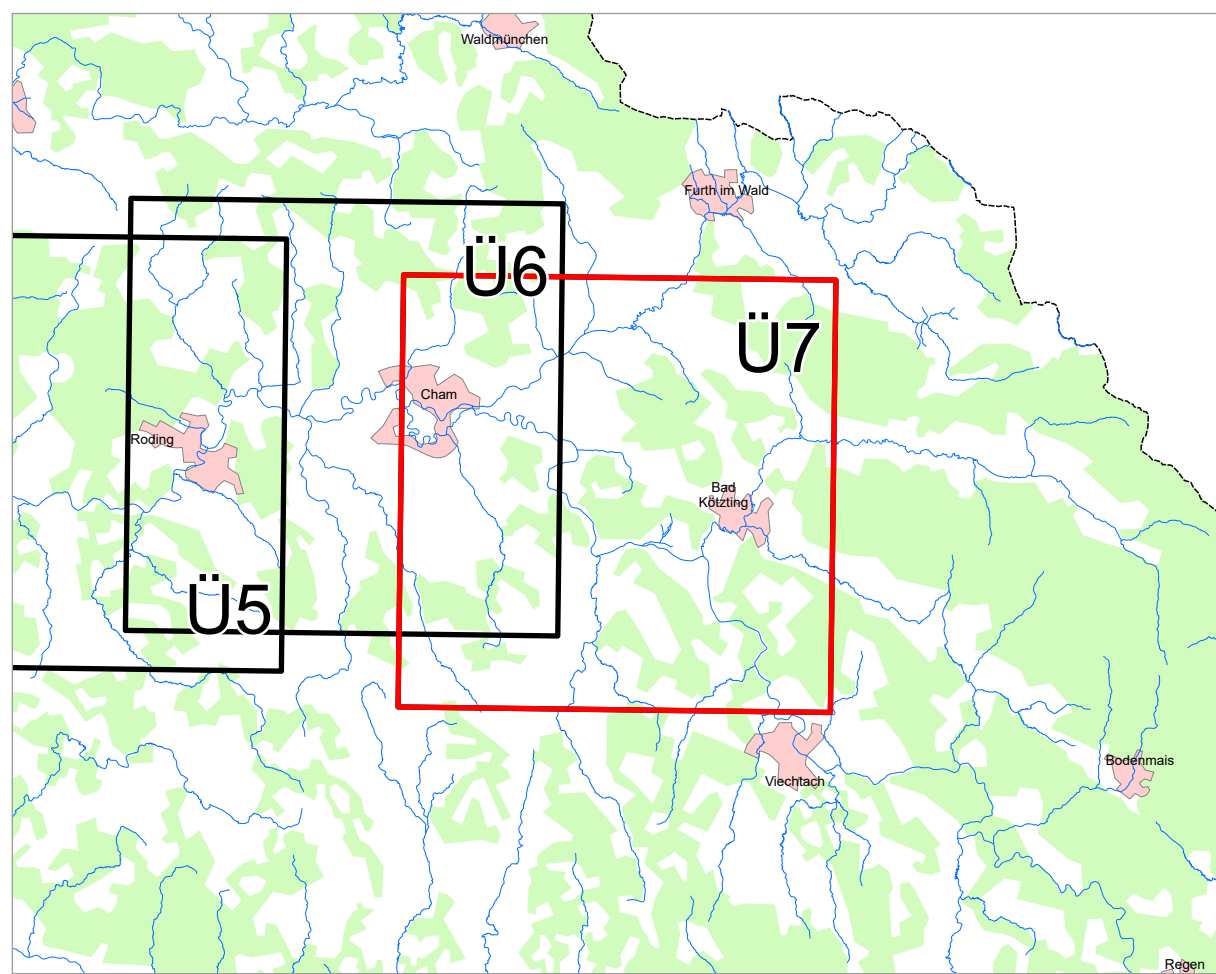 Waldmünchen
Furth im Wald
Ü6
Ü7
Cham
Roding
Bad
Kötzting
Ü5
Bodenmais
Viechtach
Regen